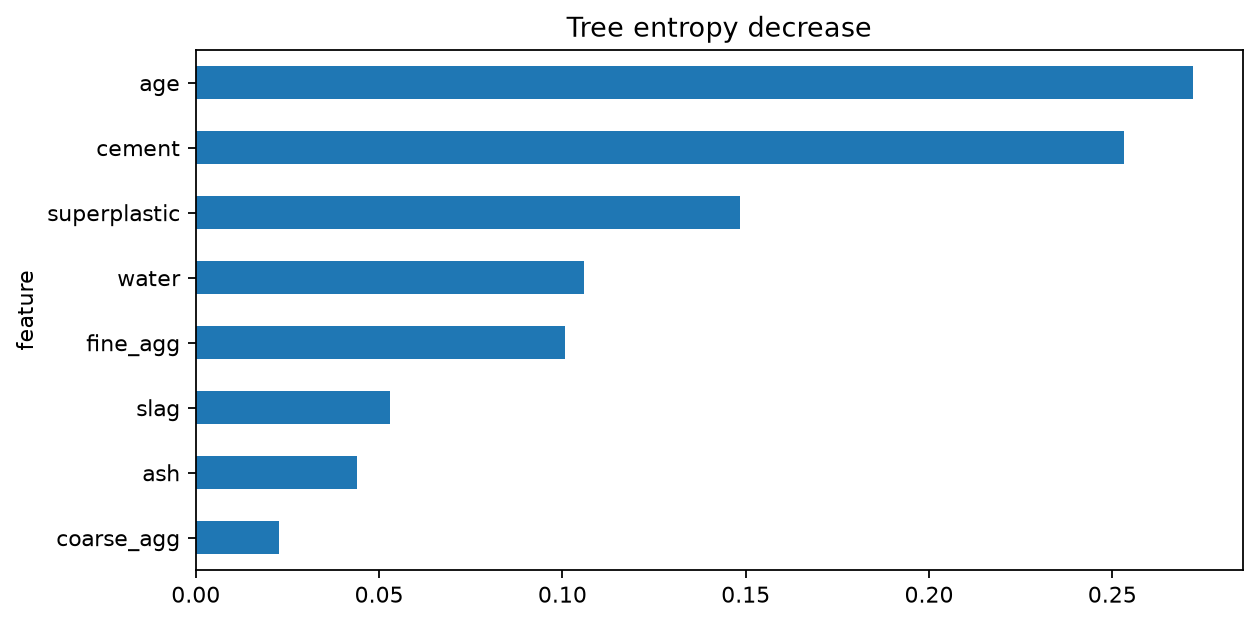 Tree entropy decrease
feature
age
cement
superplastic
water
fine_agg
slag
ash
coarse_agg
0.00 0.05 0.10 0.15 0.20 0.25